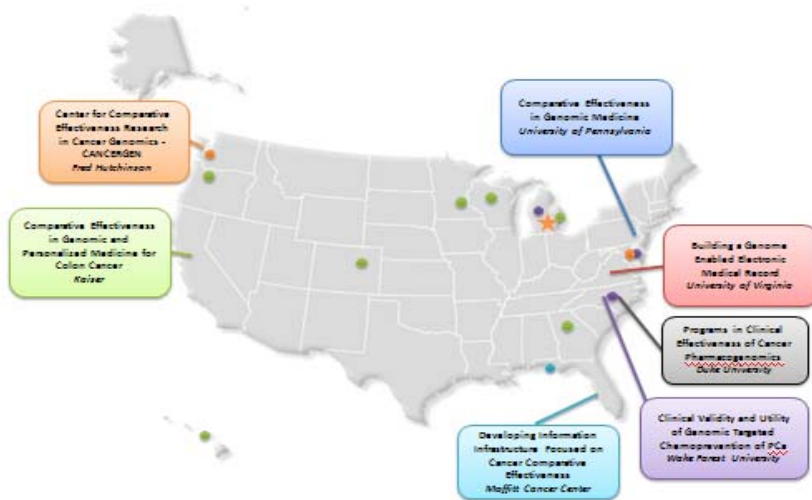 Center for Comparative
Effectiveness Research
in Cancer Genomics -
CANCERGEN
Fred Hutchinson
Comparative Effectiveness
in Genomic Medicine
University of Pennsylvania
Comparative Effectiveness
in Genomic and
Personalized Medicine for
Colon Cancer
Kaiser
Building a Genome
Enabled Electronic
Medical Record
University of Virginia
Programs in Clinical
Effectiveness of Cancer
Pharmacogenomics
Duke University
Clinical Validity and Utility
of Genomic Targeted
Chemoprevention of PCa
Wake Forest University
Developing Information
Infrastructure Focused on
Cancer Comparative
Effectiveness
Moffitt Cancer Center